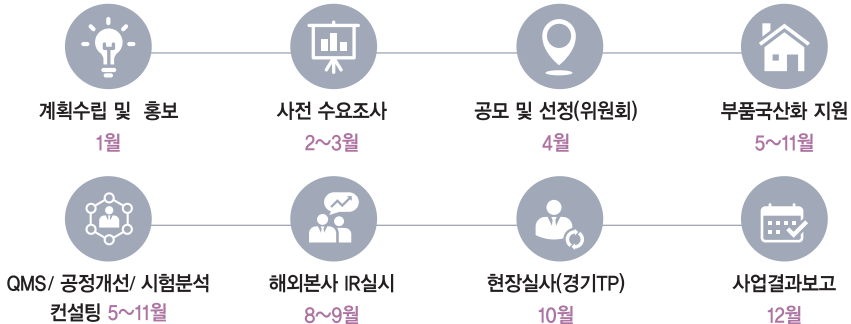 계획수립 및 홍보
1월
사전 수요조사
2~3월
공모 및 선정(위원회)
4월
부품국산화 지원
5~11월
QMS/ 공정개선/ 시험분석
컨설팅 5~11월
해외본사 IR실시
8~9월
현장실사(경기TP)
10월
사업결과보고
12월